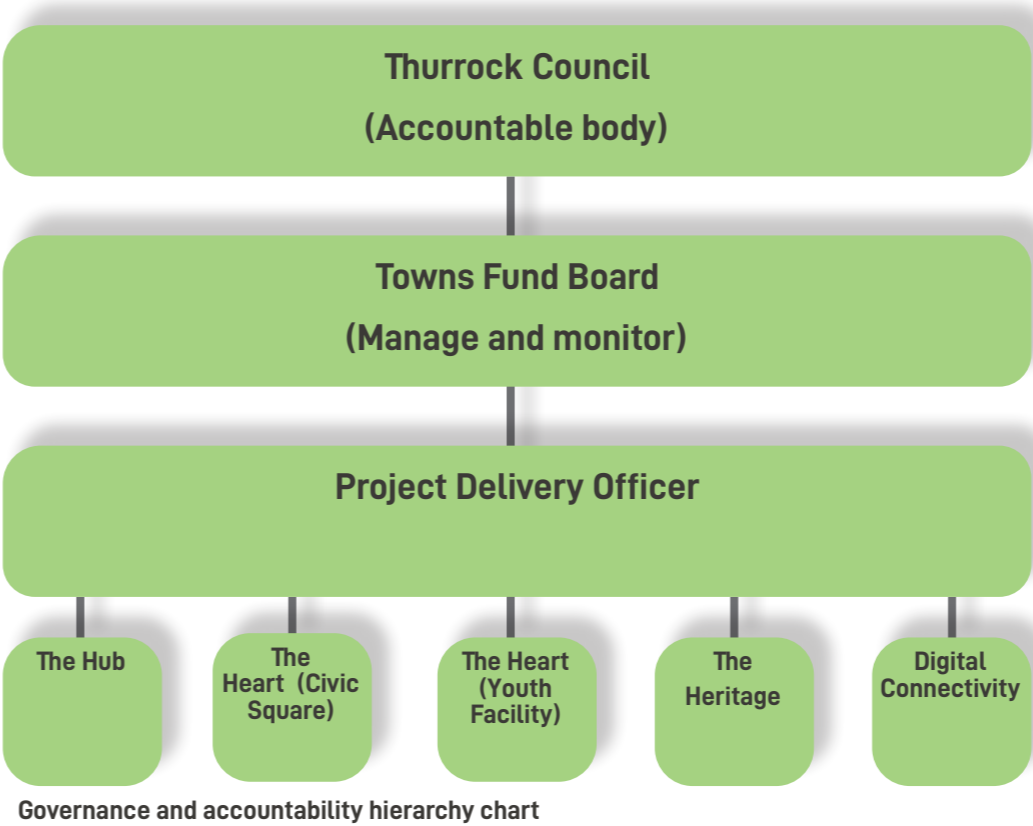 Thurrock Council
(Accountable body)
Towns Fund Board
(Manage and monitor)
Project Delivery Officer
The Hub
The
Heart (Civic
Square)
The Heart
(Youth
Facility)
The
Heritage
Digital
Connectivity
Governance and accountability hierarchy chart